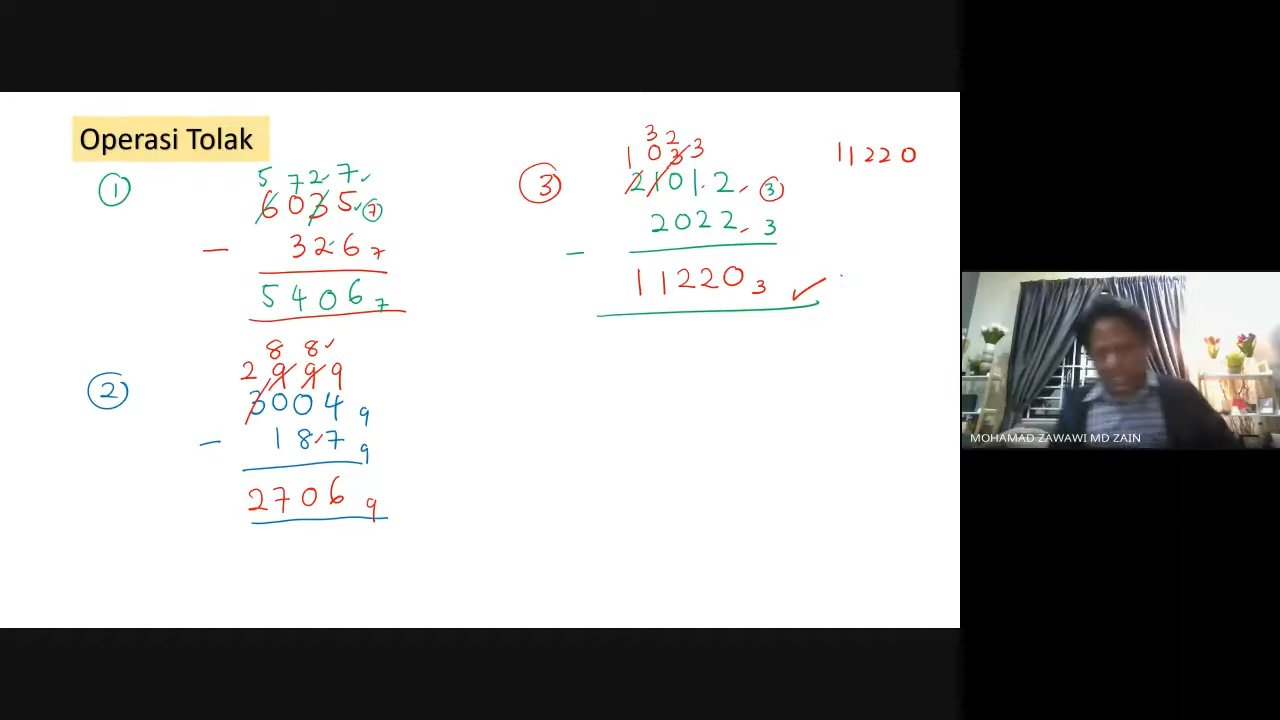 Operasi Tolak
1
5 7 2 7
6 0 3 5 7
- 3 2 6 7
5 4 0 6 7
2
8 8
2 9 9 9
3 0 0 4 9
- 1 8 7 9
2 7 0 6 9
3
3 2
1 0 3 3
2 1 0 1 2 3
- 2 0 2 2 3
1 1 2 2 0 3
1 1 2 2 0
MOHAMAD ZAWAWI MD ZAIN